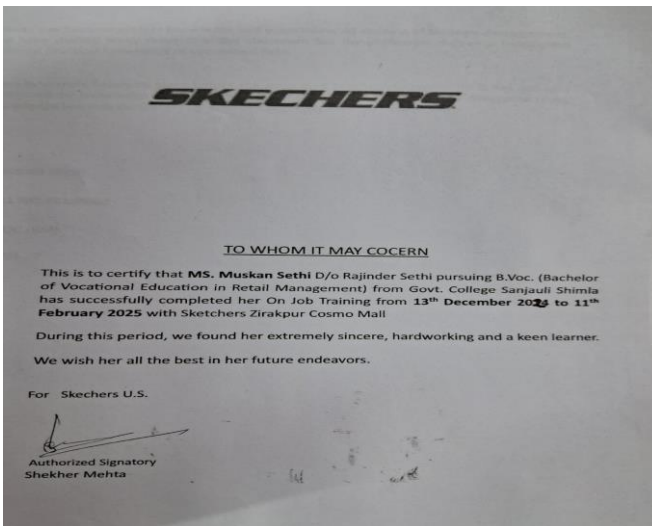 SKECHERS
TO WHOM IT MAY COCERN
This is to certify that MS. Muskan Sethi D/o Rajinder Sethi pursuing B.Voc. (Bachelor
of Vocational Education in Retail Management) from Govt. College Sanjauli Shimla
has successfully completed her On Job Training from 13th December 2024 to 11th
February 2025 with Sketchers Zirakpur Cosmo Mall
During this period, we found her extremely sincere, hardworking and a keen learner.
We wish her all the best in her future endeavors.
For Skechers U.S.
Authorized Signatory
Shekher Mehta